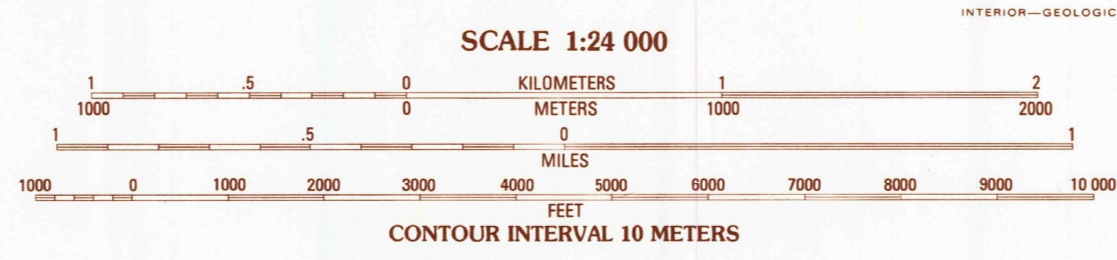 INTERIOR—GEOLOGIC
SCALE 1:24 000
1 .5 0 KILOMETERS 1 2
1000 0 METERS 1000 2000
1 .5 0 1
MILES
1000 0 1000 2000 3000 4000 5000 6000 7000 8000 9000 10 000
FEET
CONTOUR INTERVAL 10 METERS